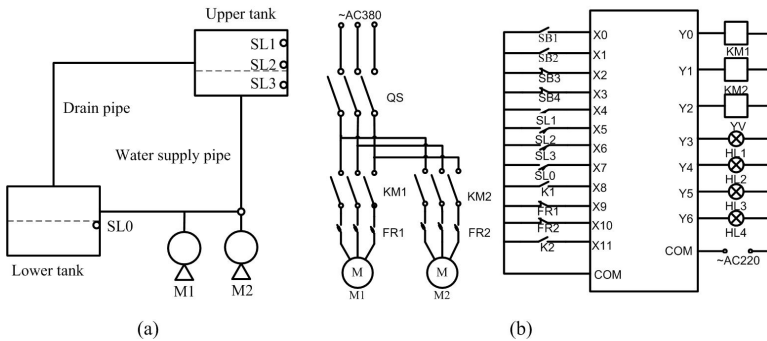 Upper tank
SL1
SL2
SL3
Drain pipe
Water supply pipe
SL0
Lower tank
M1
M2
(a)
~AC380
QS
KM1
KM2
FR1
FR2
M
M
M1
M2
SB1
SB2
SB3
SB4
SL1
SL2
SL3
SL0
K1
FR1
FR2
K2
X0
X1
X2
X3
X4
X5
X6
X7
X8
X9
X10
X11
COM
Y0
Y1
Y2
Y3
Y4
Y5
Y6
COM
KM1
KM2
YV
HL1
HL2
HL3
HL4
~AC220
(b)